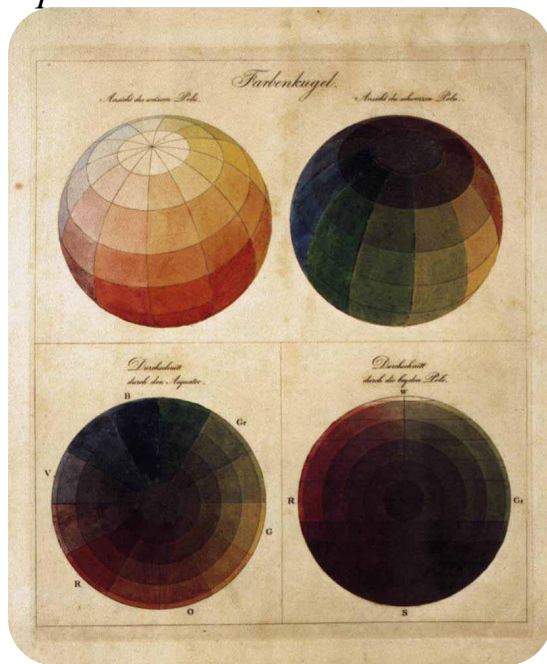 Farbenkugel.
Ansicht des weissen Pols.
Ansicht des schwarzen Pols.
Durchschnitt
durch den Aequator.
B
Gr
G
O
R
V
Durchschnitt
durch die beyden Pole.
W
Gr
S
R